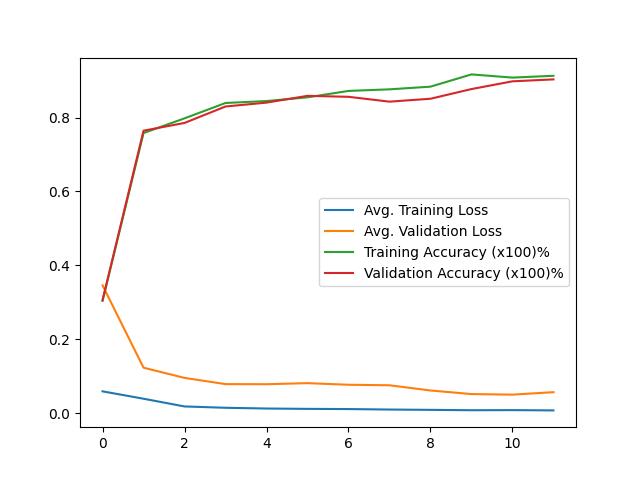 0.8
0.6
0.4
0.2
0.0
Avg. Training Loss
Avg. Validation Loss
Training Accuracy (x100)%
Validation Accuracy (x100)%
0 2 4 6 8 10